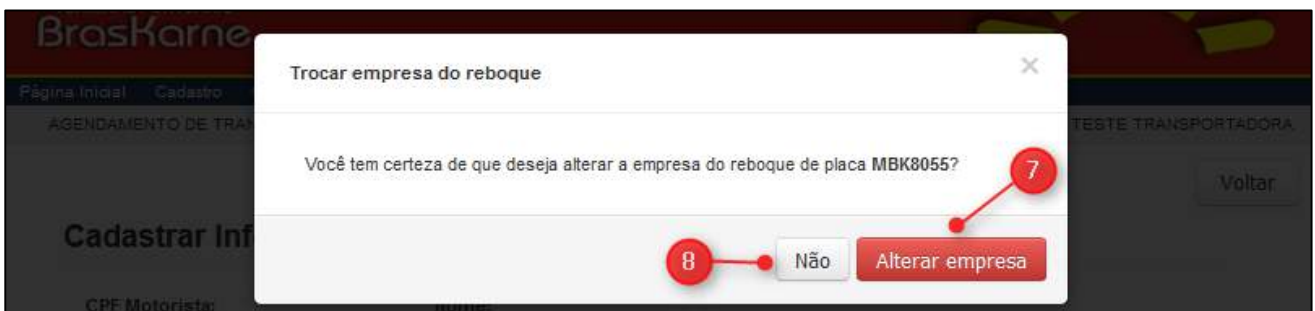 BrasKarne
Trocar empresa do reboque ×
Página Inicial Cadastro
AGENDAMENTO DE TRAN TESTE TRANSPORTADORA
Você tem certeza de que deseja alterar a empresa do reboque de placa MBK8055?
7
Voltar
Cadastrar Inf
8 Não Alterar empresa
CPF Motorista: